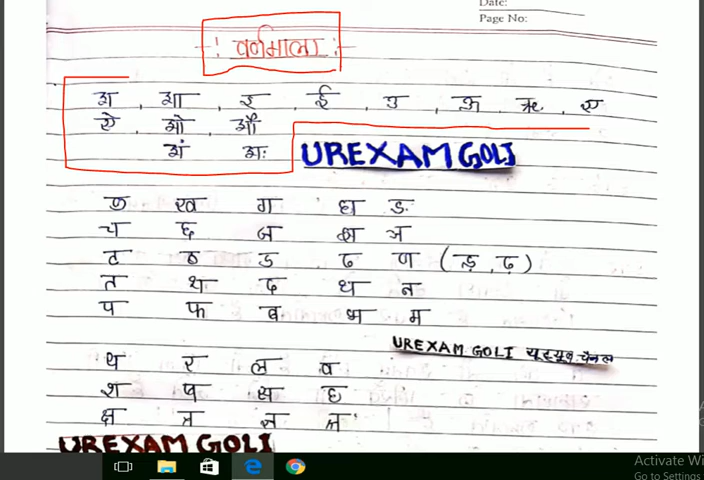 Date:
Page No:
-: वर्णमाला :-
अ , आ , इ , ई , उ , ऊ , ऋ , ए
ऐ , ओ , औ
अं अः
UREXAM GOLI
क ख ग घ ङ
च छ ज झ ञ
ट ठ ड ढ ण (ड़ , ढ़)
त थ द ध न
प फ ब भ म
UREXAM GOLI यूट्यूब चैनल
य र ल व
श ष स ह
क्ष त्र ज्ञ
UREXAM GOLI
Activate Wi
Go to Settings